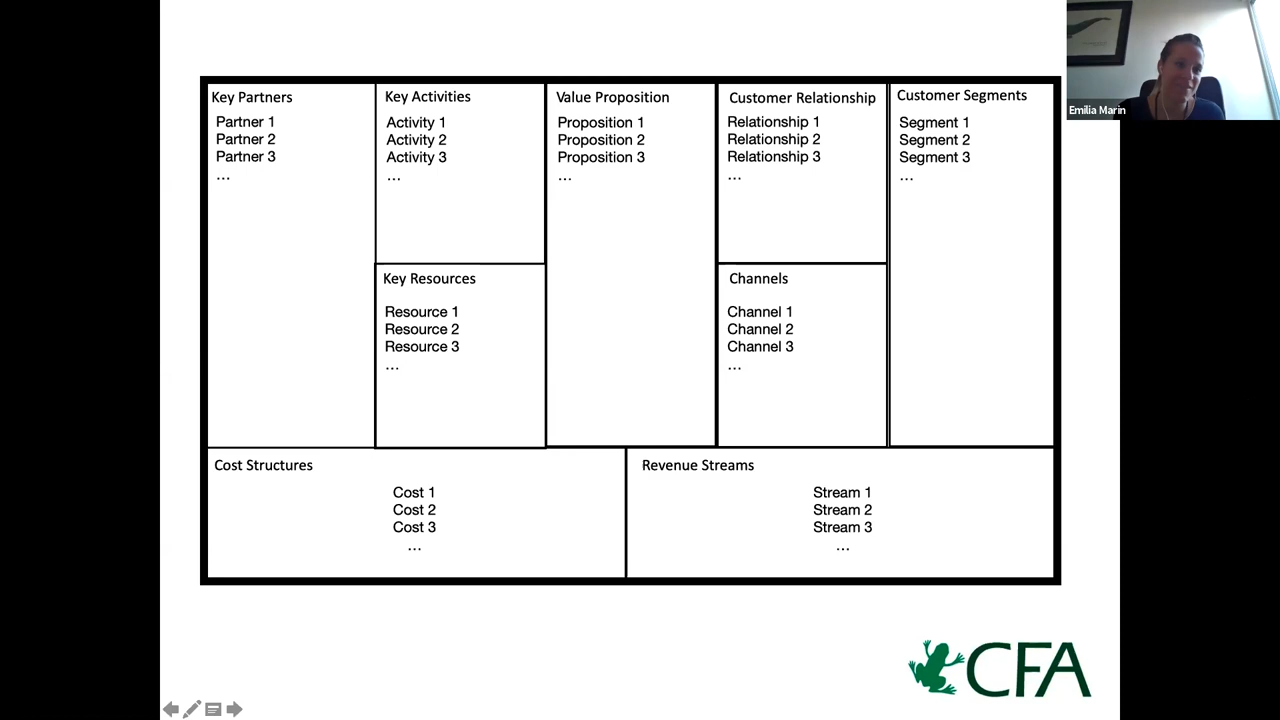 Key Partners
Partner 1
Partner 2
Partner 3
...
Key Activities
Activity 1
Activity 2
Activity 3
...
Key Resources
Resource 1
Resource 2
Resource 3
...
Value Proposition
Proposition 1
Proposition 2
Proposition 3
...
Customer Relationship
Relationship 1
Relationship 2
Relationship 3
...
Channels
Channel 1
Channel 2
Channel 3
...
Customer Segments
Segment 1
Segment 2
Segment 3
...
Cost Structures
Cost 1
Cost 2
Cost 3
...
Revenue Streams
Stream 1
Stream 2
Stream 3
...
CFA
Emilia Marin